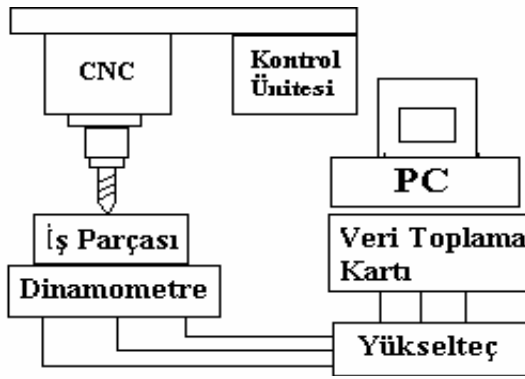 CNC
Kontrol
Ünitesi
PC
İş Parçası
Veri Toplama
Kartı
Dinamometre
Yükselteç